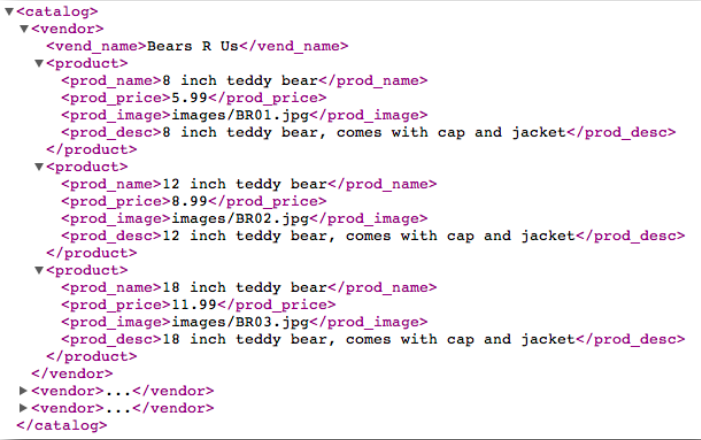 ▼<catalog>
▼<vendor>
<vend_name>Bears R Us</vend_name>
▼<product>
<prod_name>8 inch teddy bear</prod_name>
<prod_price>5.99</prod_price>
<prod_image>images/BR01.jpg</prod_image>
<prod_desc>8 inch teddy bear, comes with cap and jacket</prod_desc>
</product>
▼<product>
<prod_name>12 inch teddy bear</prod_name>
<prod_price>8.99</prod_price>
<prod_image>images/BR02.jpg</prod_image>
<prod_desc>12 inch teddy bear, comes with cap and jacket</prod_desc>
</product>
▼<product>
<prod_name>18 inch teddy bear</prod_name>
<prod_price>11.99</prod_price>
<prod_image>images/BR03.jpg</prod_image>
<prod_desc>18 inch teddy bear, comes with cap and jacket</prod_desc>
</product>
</vendor>
▶<vendor>...</vendor>
▶<vendor>...</vendor>
</catalog>